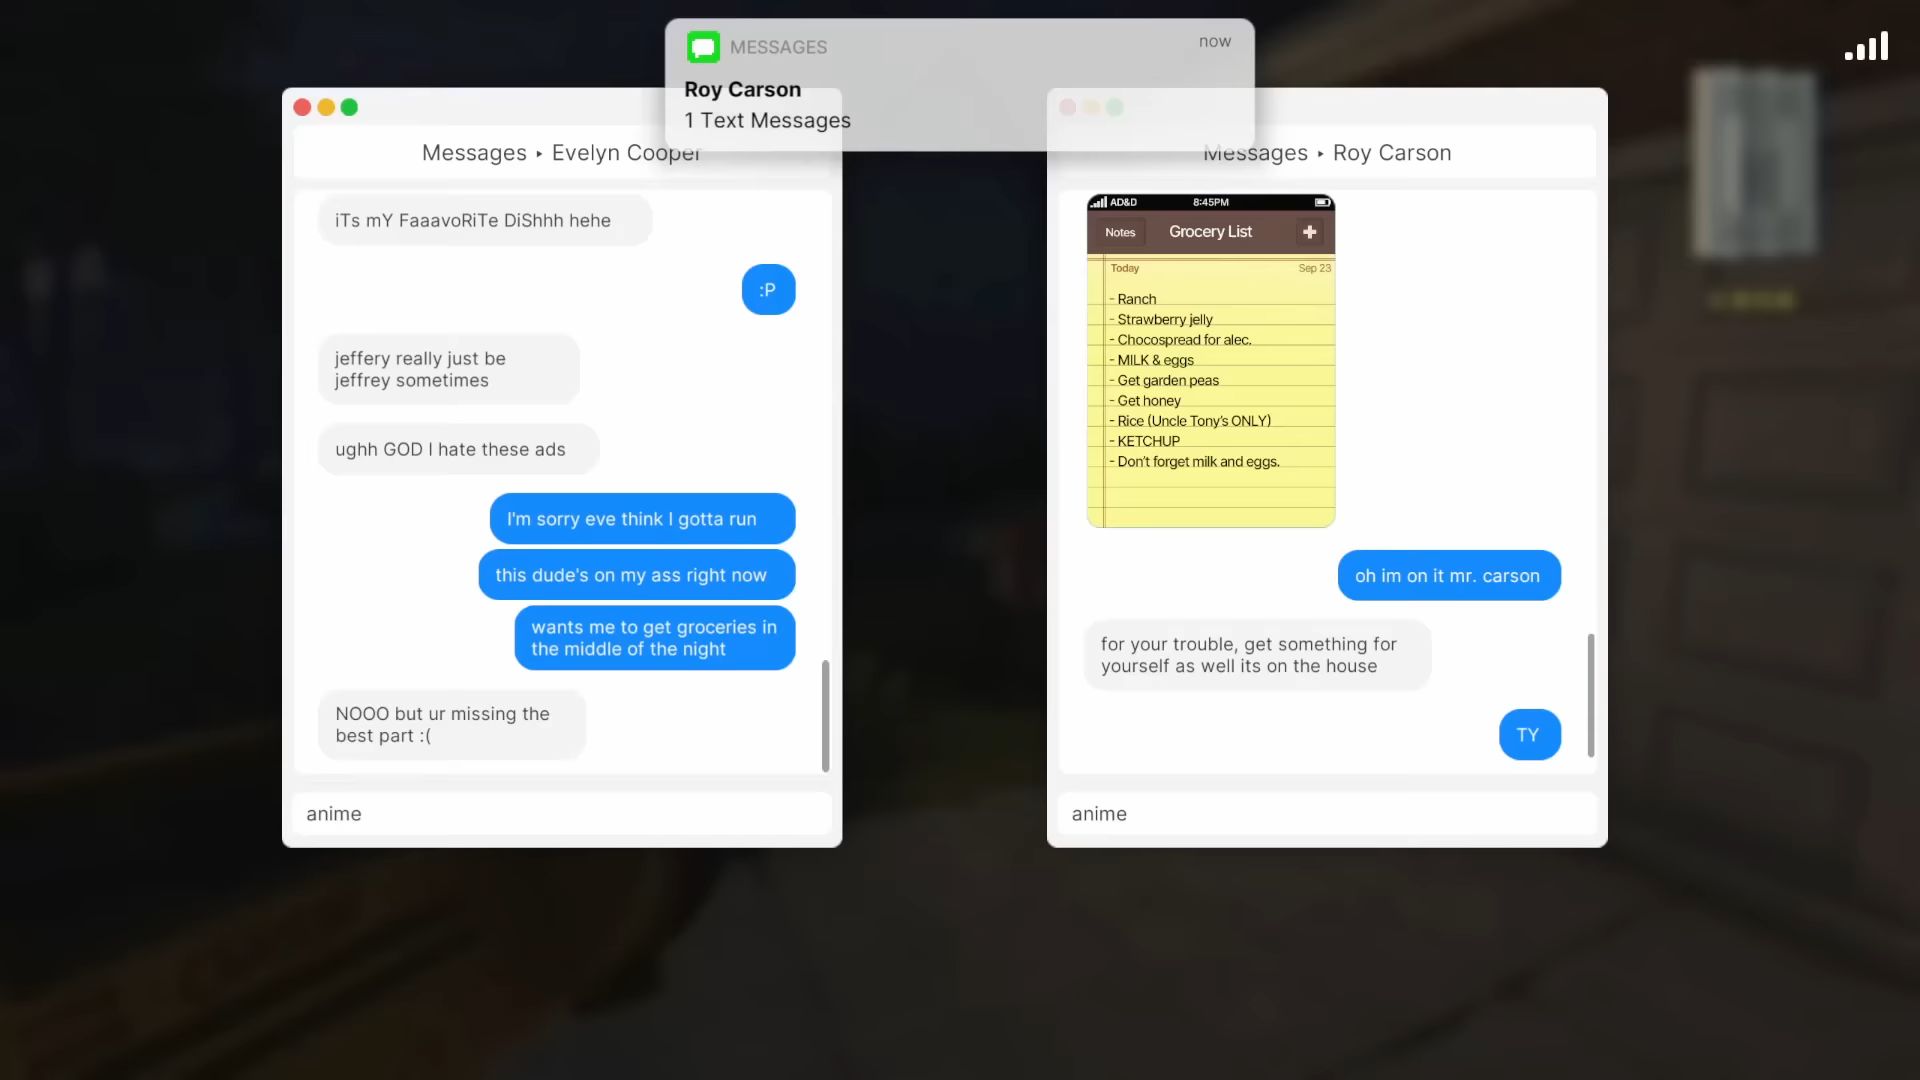 MESSAGES
now
Roy Carson
1 Text Messages
Messages ▸ Evelyn Cooper
iTs mY FaaavoRiTe DiShhh hehe
:P
jeffery really just be
jeffrey sometimes
ughh GOD I hate these ads
I'm sorry eve think I gotta run
this dude's on my ass right now
wants me to get groceries in
the middle of the night
NOOO but ur missing the
best part :(
anime
Messages ▸ Roy Carson
AD&D 8:45PM
Notes Grocery List +
Today Sep 23
- Ranch
- Strawberry jelly
- Chocospread for alec.
- MILK & eggs
- Get garden peas
- Get honey
- Rice (Uncle Tony's ONLY)
- KETCHUP
- Don't forget milk and eggs.
oh im on it mr. carson
for your trouble, get something for
yourself as well its on the house
TY
anime